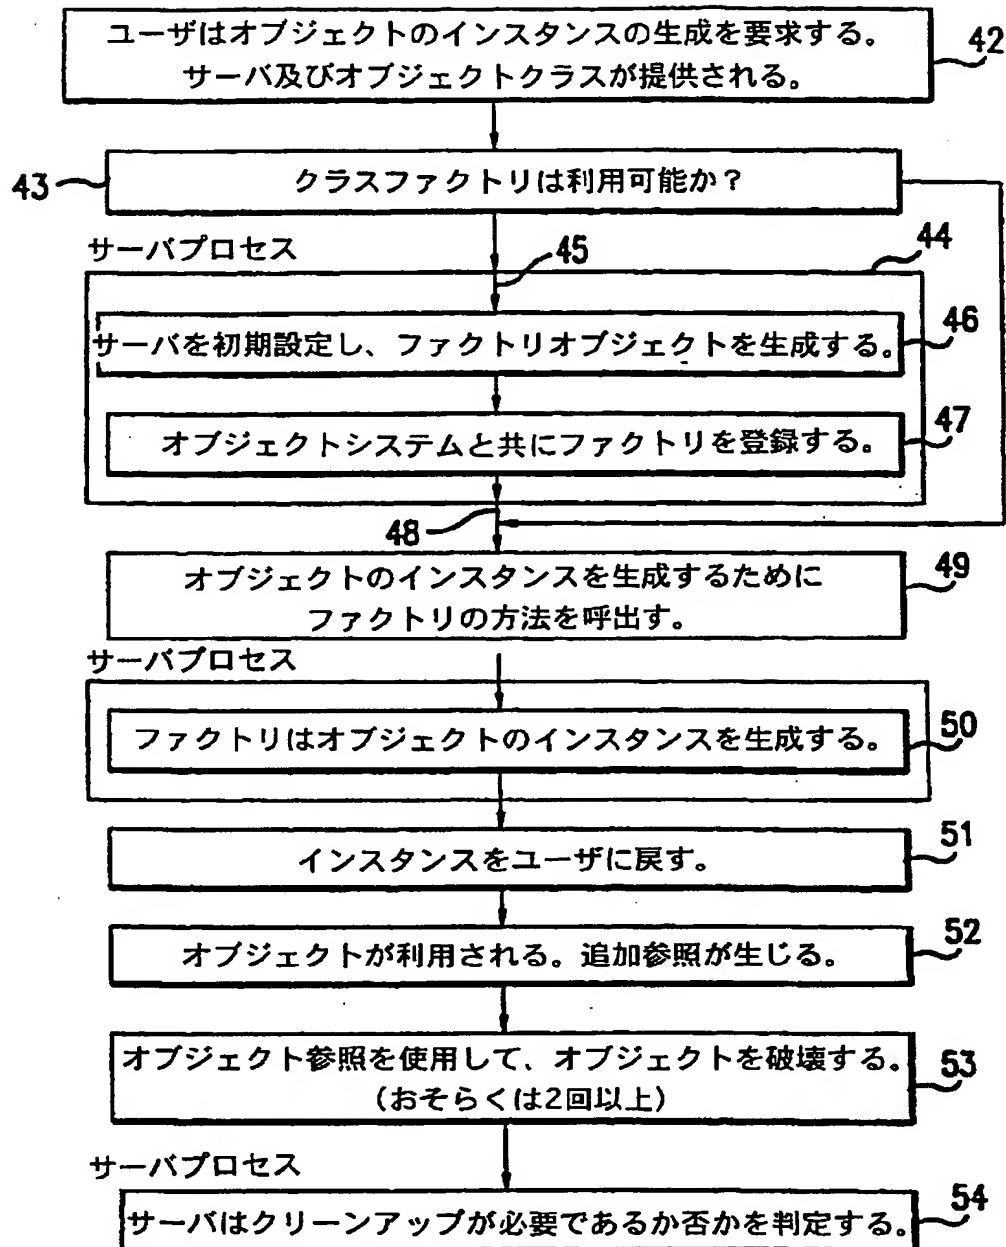 ユーザはオブジェクトのインスタンスの生成を要求する。
サーバ及びオブジェクトクラスが提供される。
42
43
クラスファクトリは利用可能か?
サーバプロセス
44
45
サーバを初期設定し、ファクトリオブジェクトを生成する。
46
オブジェクトシステムと共にファクトリを登録する。
47
48
オブジェクトのインスタンスを生成するために
ファクトリの方法を呼出す。
49
サーバプロセス
ファクトリはオブジェクトのインスタンスを生成する。
50
インスタンスをユーザに戻す。
51
オブジェクトが利用される。追加参照が生じる。
52
オブジェクト参照を使用して、オブジェクトを破壊する。
(おそらくは2回以上)
53
サーバプロセス
サーバはクリーンアップが必要であるか否かを判定する。
54